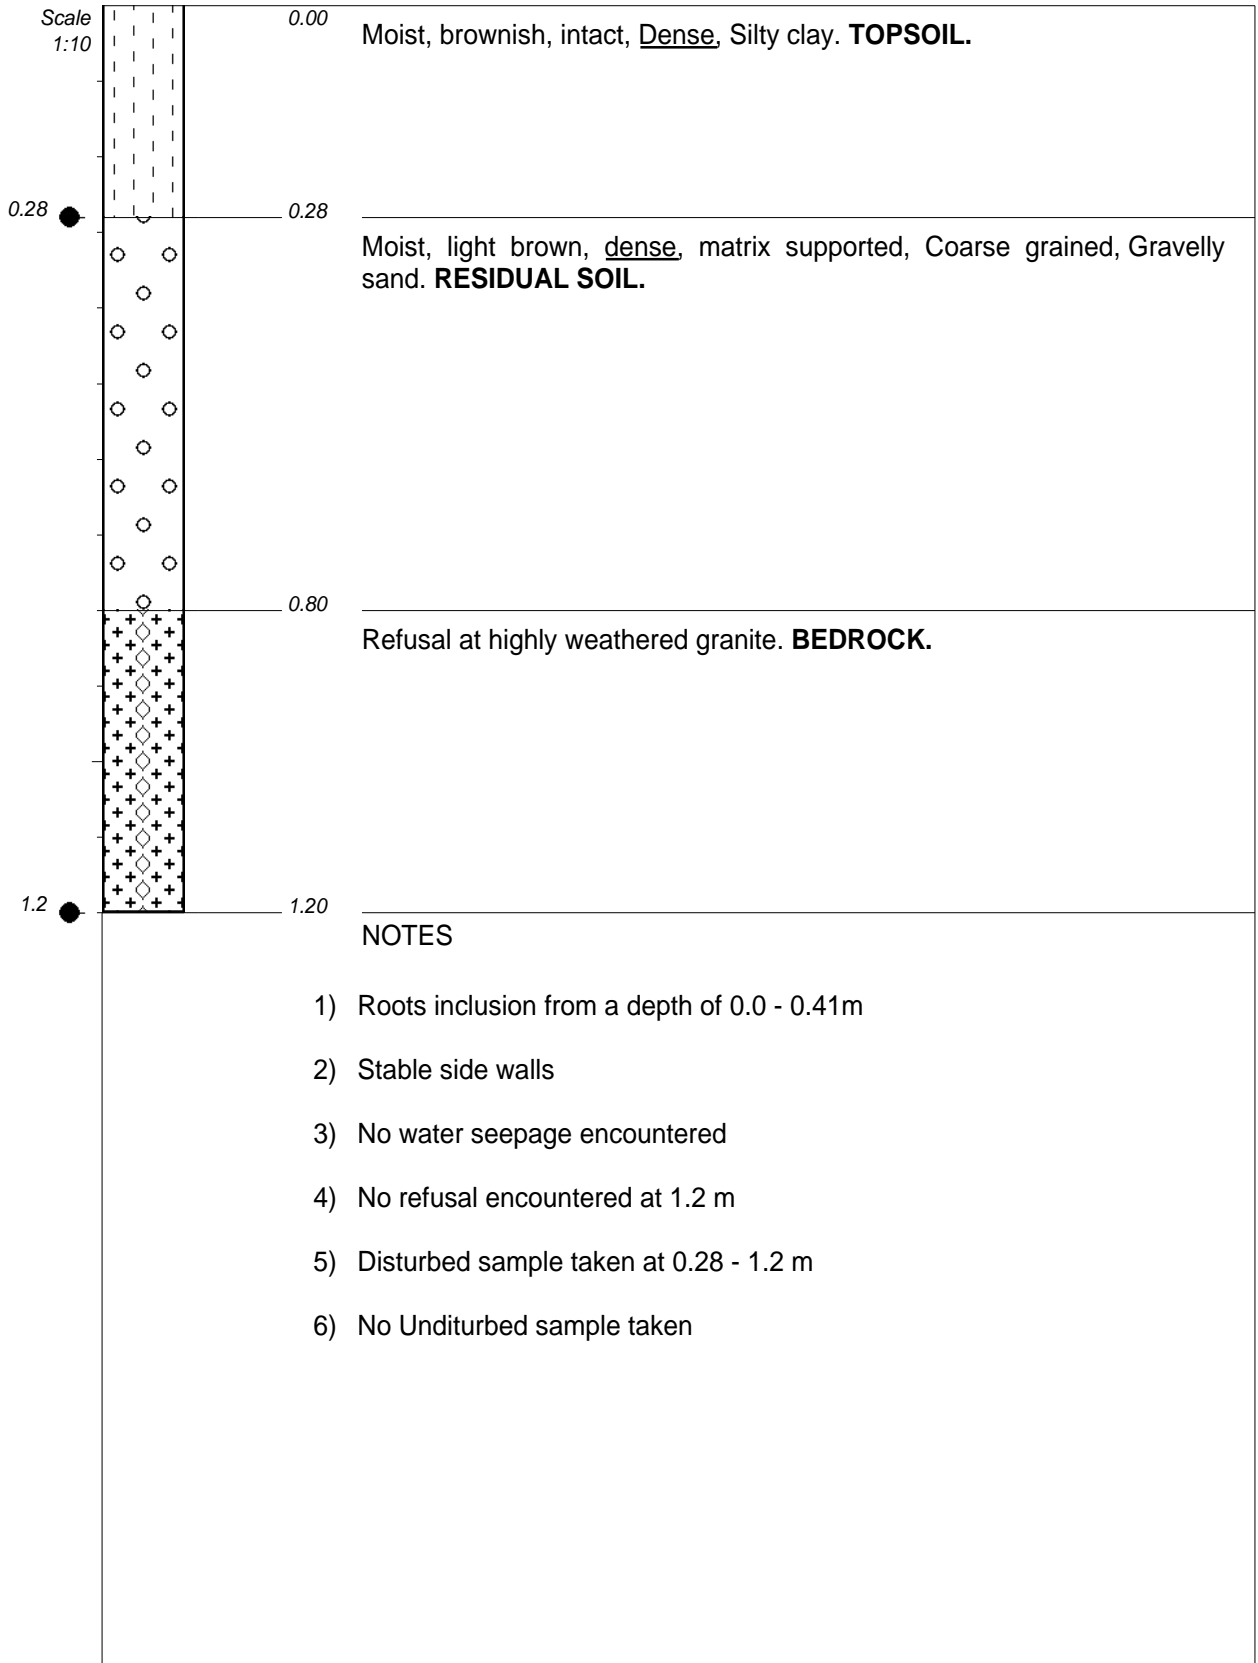 Scale
1:10
0.00
Moist, brownish, intact, Dense, Silty clay. TOPSOIL.
0.28
0.28
Moist, light brown, dense, matrix supported, Coarse grained, Gravelly
sand. RESIDUAL SOIL.
0.80
Refusal at highly weathered granite. BEDROCK.
1.2
1.20
NOTES
1) Roots inclusion from a depth of 0.0 - 0.41m
2) Stable side walls
3) No water seepage encountered
4) No refusal encountered at 1.2 m
5) Disturbed sample taken at 0.28 - 1.2 m
6) No Unditurbed sample taken